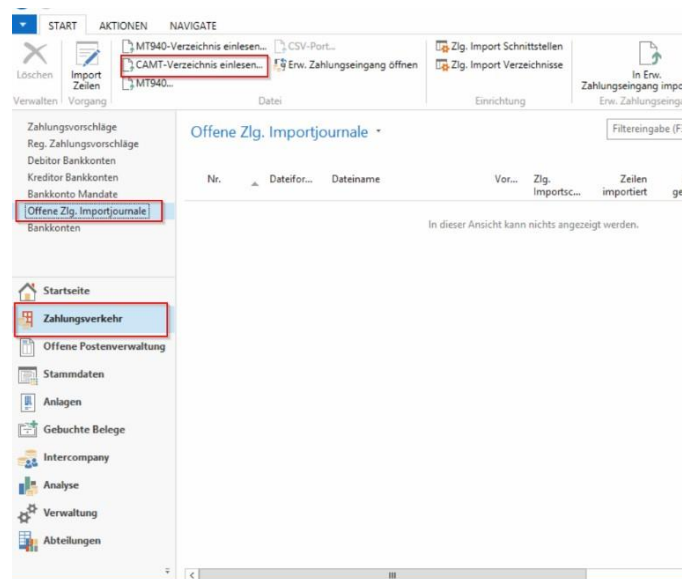 START AKTIONEN NAVIGATE
Löschen
Import Zeilen
MT940-Verzeichnis einlesen...
CAMT-Verzeichnis einlesen...
MT940...
CSV-Port...
Erw. Zahlungseingang öffnen
Zlg. Import Schnittstellen
Zlg. Import Verzeichnisse
In Erw.
Zahlungseingang impo
Verwalten Vorgang Datei Einrichtung Erw. Zahlungseinga
Zahlungsvorschläge
Reg. Zahlungsvorschläge
Debitor Bankkonten
Kreditor Bankkonten
Bankkonto Mandate
Offene Zlg. Importjournale
Bankkonten
Startseite
Zahlungsverkehr
Offene Postenverwaltung
Stammdaten
Anlagen
Gebuchte Belege
Intercompany
Analyse
Verwaltung
Abteilungen
Offene Zlg. Importjournale
Filtereingabe (F
Nr. Dateifor... Dateiname Vor... Zlg. Importsc... Zeilen importiert ge
In dieser Ansicht kann nichts angezeigt werden.